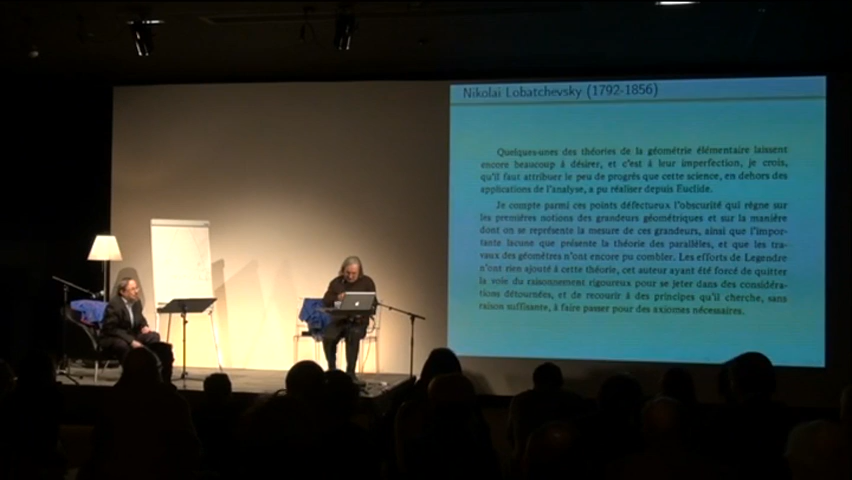 Nikolai Lobatchevsky (1792-1856)
Quelques-unes des théories de la géométrie élémentaire laissent
encore beaucoup à désirer, et c'est à leur imperfection, je crois,
qu'il faut attribuer le peu de progrès que cette science, en dehors des
applications de l'analyse, a pu réaliser depuis Euclide.
Je compte parmi ces points défectueux l'obscurité qui règne sur
les premières notions des grandeurs géométriques et sur la manière
dont on se représente la mesure de ces grandeurs, ainsi que l'impor-
tante lacune que présente la théorie des parallèles, et que les tra-
vaux des géomètres n'ont encore pu combler. Les efforts de Legendre
n'ont rien ajouté à cette théorie, cet auteur ayant été forcé de quitter
la voie du raisonnement rigoureux pour se jeter dans des considéra-
tions détournées, et de recourir à des principes qu'il cherche, sans
raison suffisante, à faire passer pour des axiomes nécessaires.